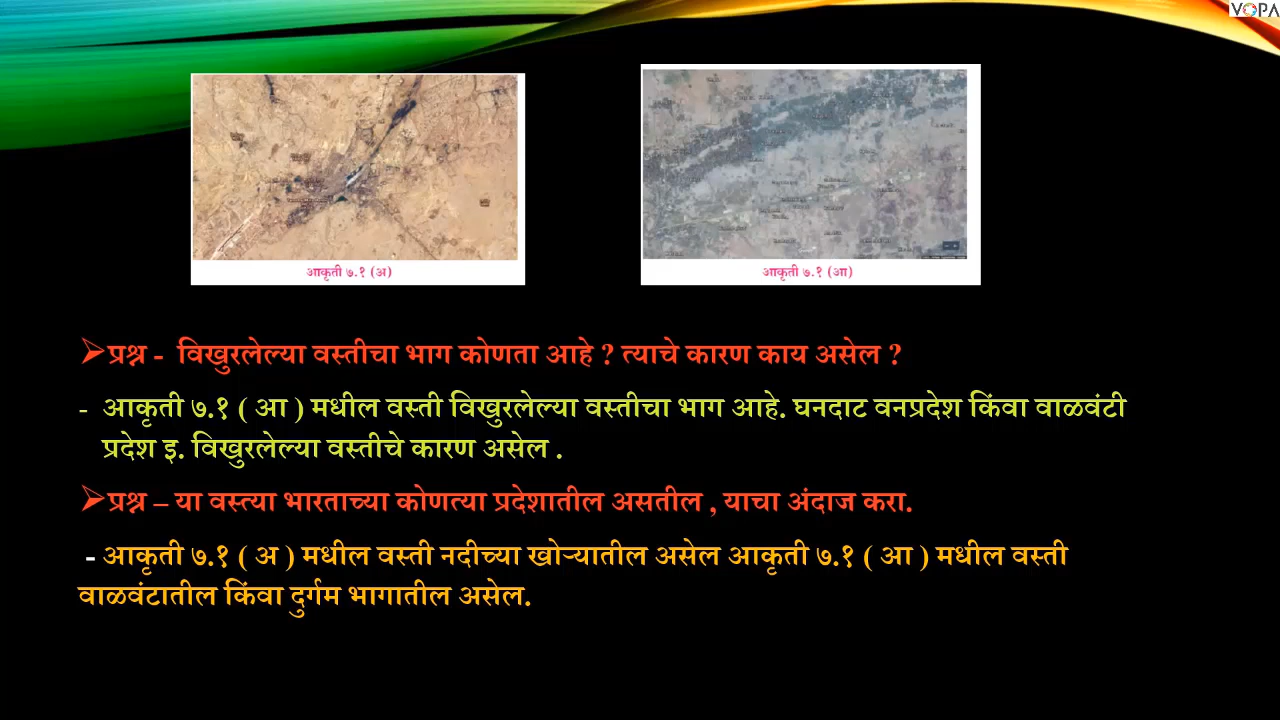 VOPA
आकृती ७.१ (अ)
आकृती ७.१ (आ)
प्रश्न - विखुरलेल्या वस्तीचा भाग कोणता आहे ? त्याचे कारण काय असेल ?
- आकृती ७.१ ( आ ) मधील वस्ती विखुरलेल्या वस्तीचा भाग आहे. घनदाट वनप्रदेश किंवा वाळवंटी
प्रदेश इ. विखुरलेल्या वस्तीचे कारण असेल .
प्रश्न – या वस्त्या भारताच्या कोणत्या प्रदेशातील असतील , याचा अंदाज करा.
- आकृती ७.१ ( अ ) मधील वस्ती नदीच्या खोऱ्यातील असेल आकृती ७.१ ( आ ) मधील वस्ती
वाळवंटातील किंवा दुर्गम भागातील असेल.